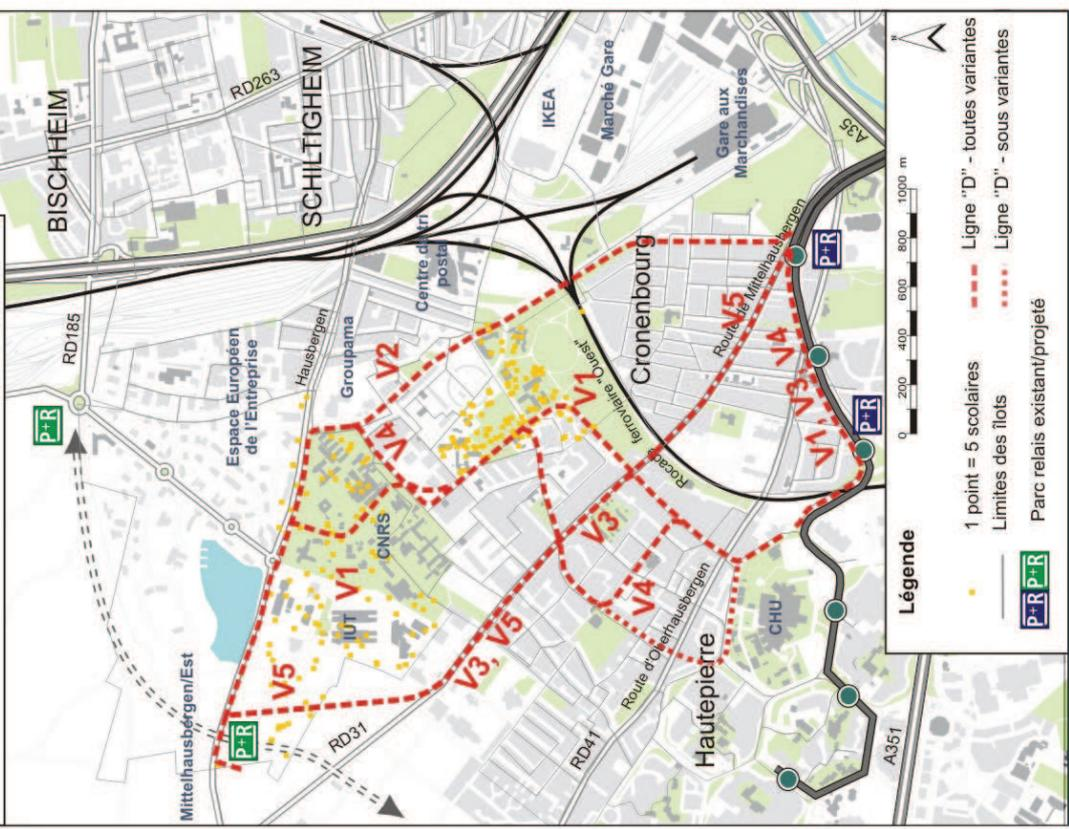 BISCHHEIM
RD263
SCHILTIGHEIM
RD185
P+R
Espace Européen
de l'Entreprise
Hausbergen
Groupama
Centre de tri
posta
IKEA
Marché Gare
Gare aux
Marchandises
A35
Mittelhausbergen/Est
P+R
V5
V1
IUT
CNRS
V4
V2
V1
Rocade ferroviaire "Ouest"
Cronenbourg
Route de Mittelhausbergen
V5
V4
V1, V3
P+R
P+R
RD31
V3, V5
V3
V4
Route d'Oberhausbergen
RD41
Hautepierre
CHU
A351
N
0 200 400 600 800 1000 m
Légende
1 point = 5 scolaires
Limites des îlots
P+R P+R Parc relais existant/projeté
Ligne "D" - toutes variantes
Ligne "D" - sous variantes